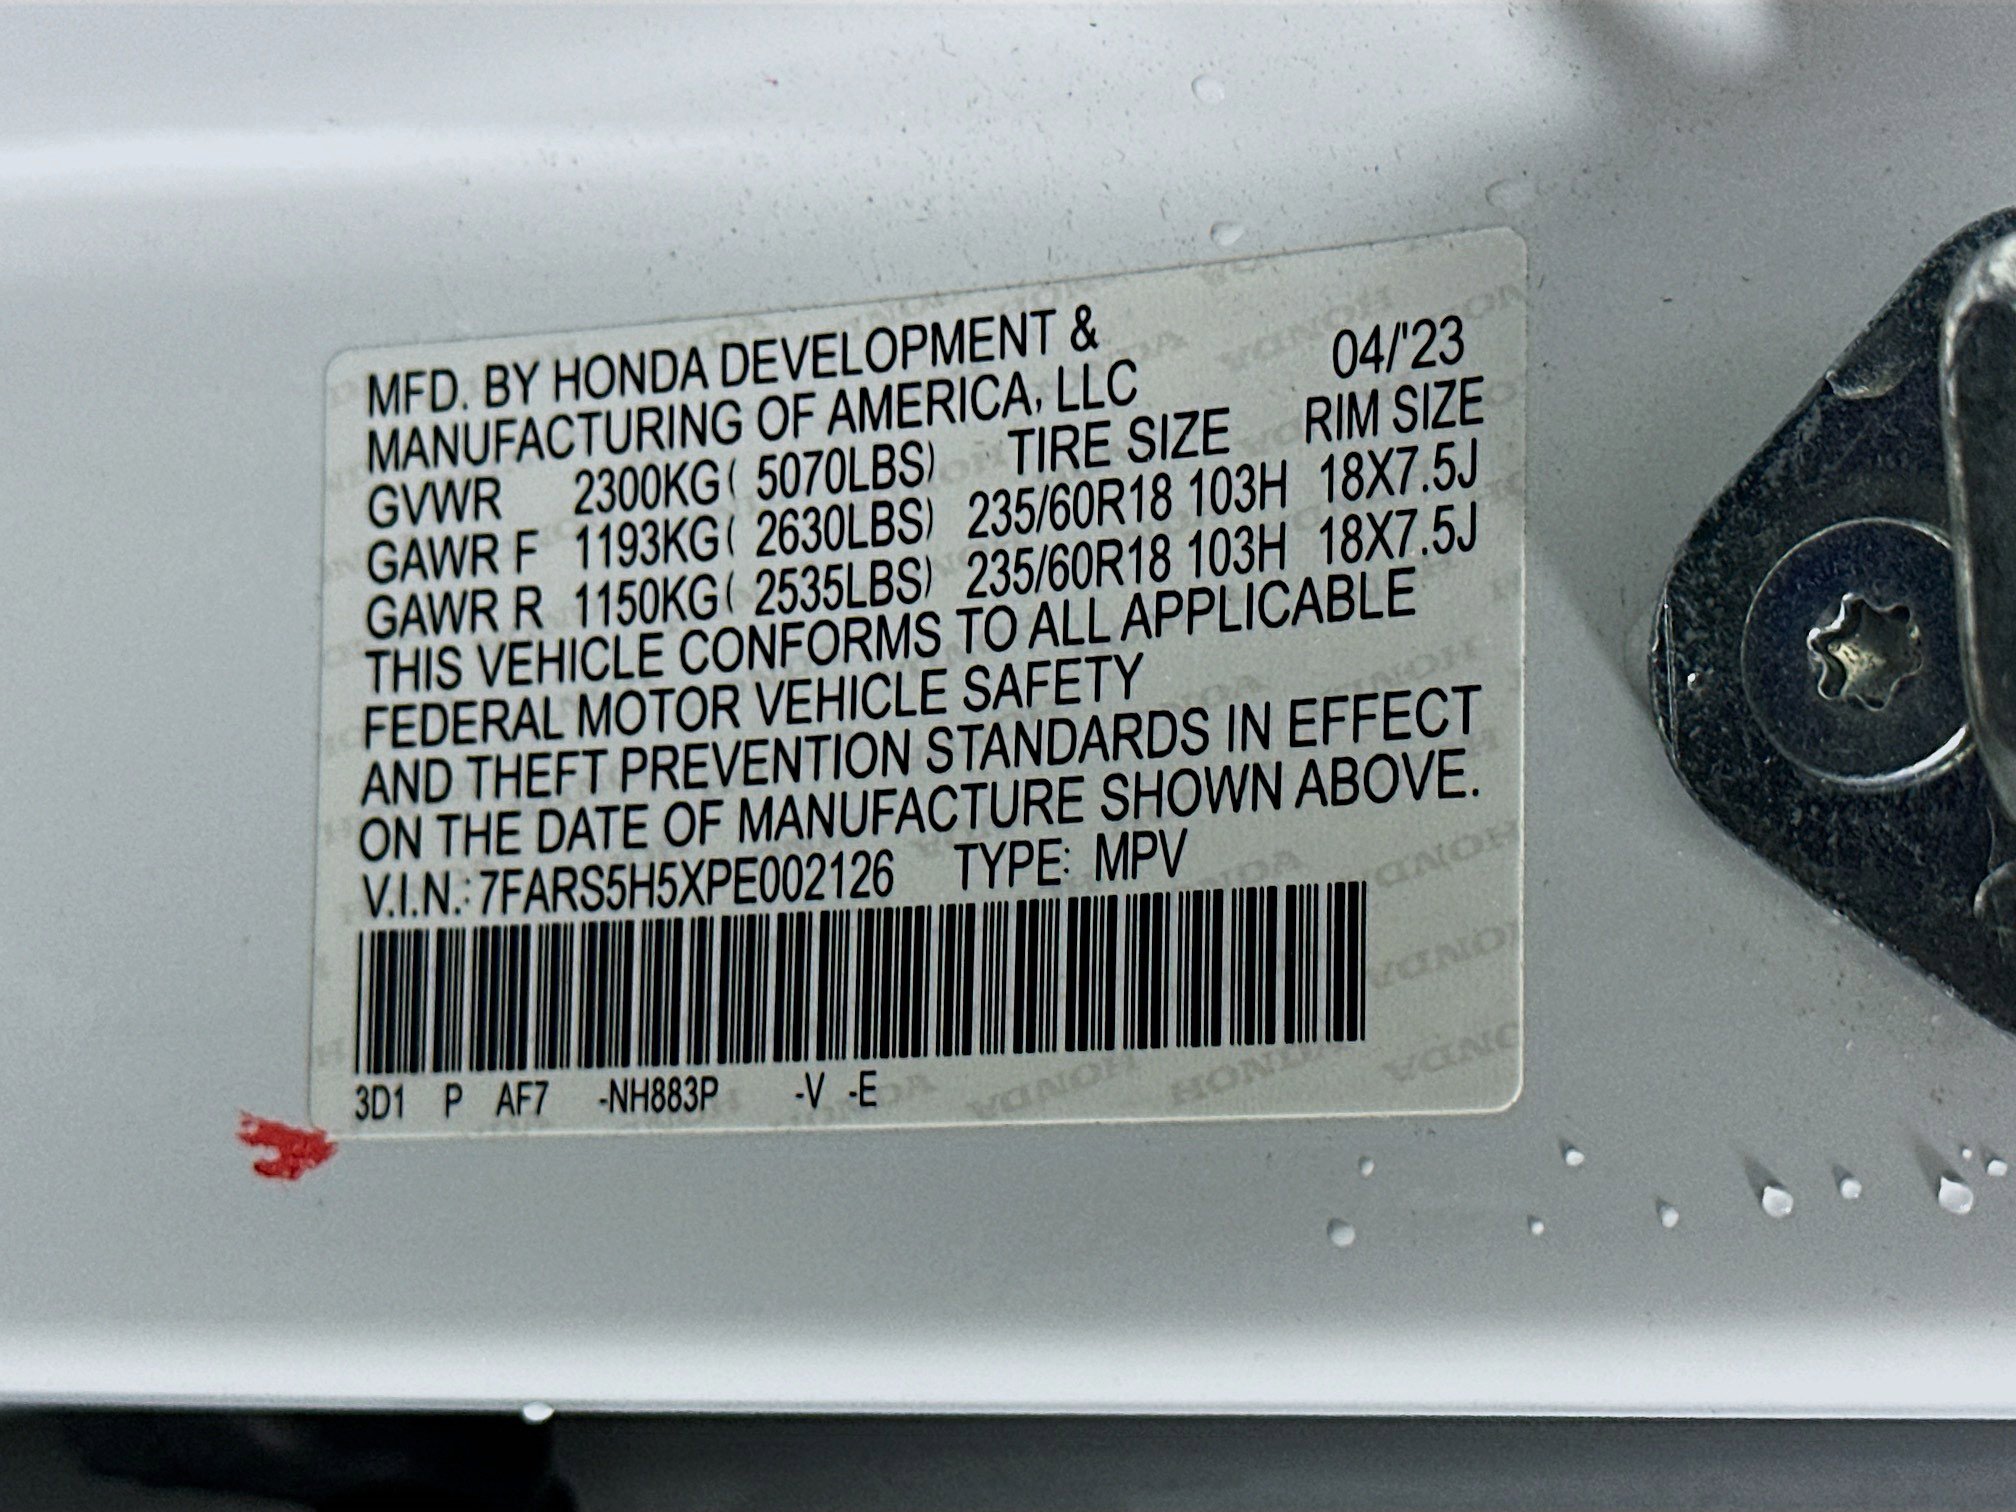 MFD. BY HONDA DEVELOPMENT &
MANUFACTURING OF AMERICA, LLC 04/'23
GVWR 2300KG( 5070LBS) TIRE SIZE RIM SIZE
GAWR F 1193KG( 2630LBS) 235/60R18 103H 18X7.5J
GAWR R 1150KG( 2535LBS) 235/60R18 103H 18X7.5J
THIS VEHICLE CONFORMS TO ALL APPLICABLE
FEDERAL MOTOR VEHICLE SAFETY
AND THEFT PREVENTION STANDARDS IN EFFECT
ON THE DATE OF MANUFACTURE SHOWN ABOVE.
V.I.N.: 7FARS5H5XPE002126 TYPE: MPV
3D1 P AF7 -NH883P -V -E